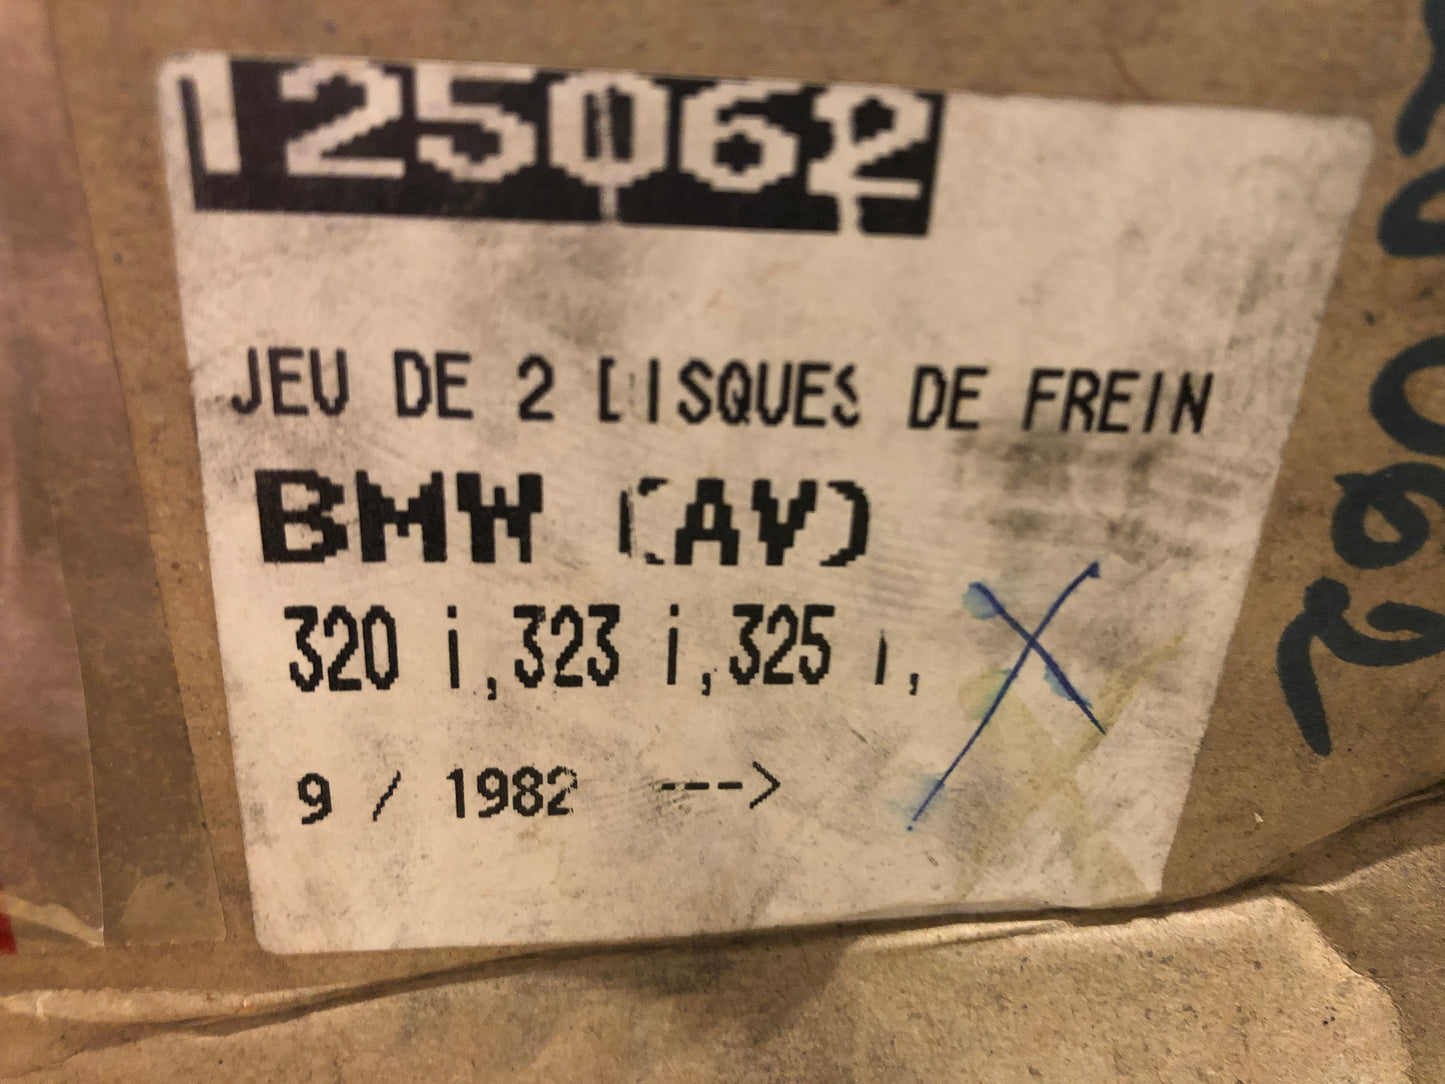 125062
JEU DE 2 DISQUES DE FREIN
BMW (AV)
320 i,323 i,325 i,
9 / 1982 --->